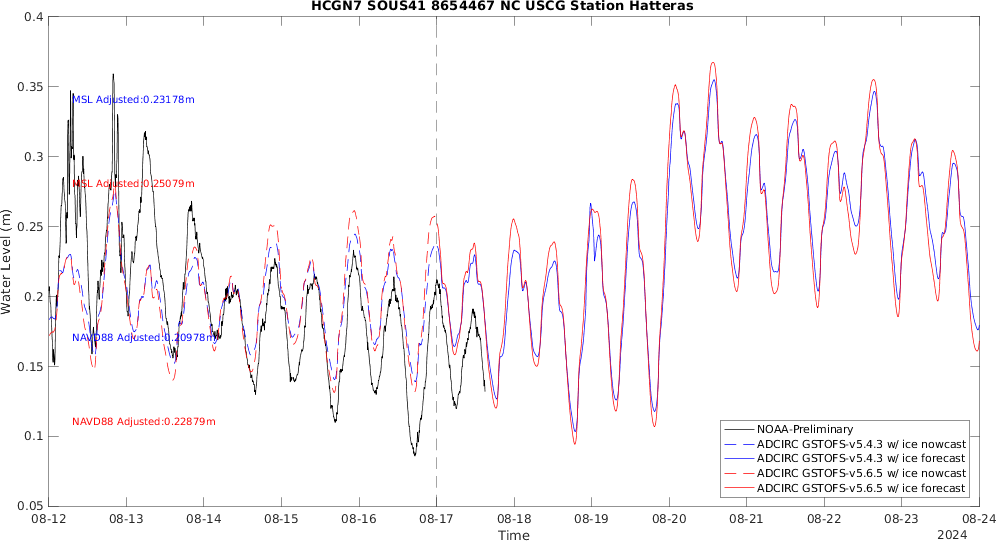 HCGN7 SOUS41 8654467 NC USCG Station Hatteras
0.4
0.35
0.3
0.25
0.2
0.15
0.1
0.05
Water Level (m)
MSL Adjusted:0.23178m
MSL Adjusted:0.25079m
NAVD88 Adjusted:0.20978m
NAVD88 Adjusted:0.22879m
NOAA-Preliminary
ADCIRC GSTOFS-v5.4.3 w/ ice nowcast
ADCIRC GSTOFS-v5.4.3 w/ ice forecast
ADCIRC GSTOFS-v5.6.5 w/ ice nowcast
ADCIRC GSTOFS-v5.6.5 w/ ice forecast
08-12 08-13 08-14 08-15 08-16 08-17 08-18 08-19 08-20 08-21 08-22 08-23 08-24
Time
2024